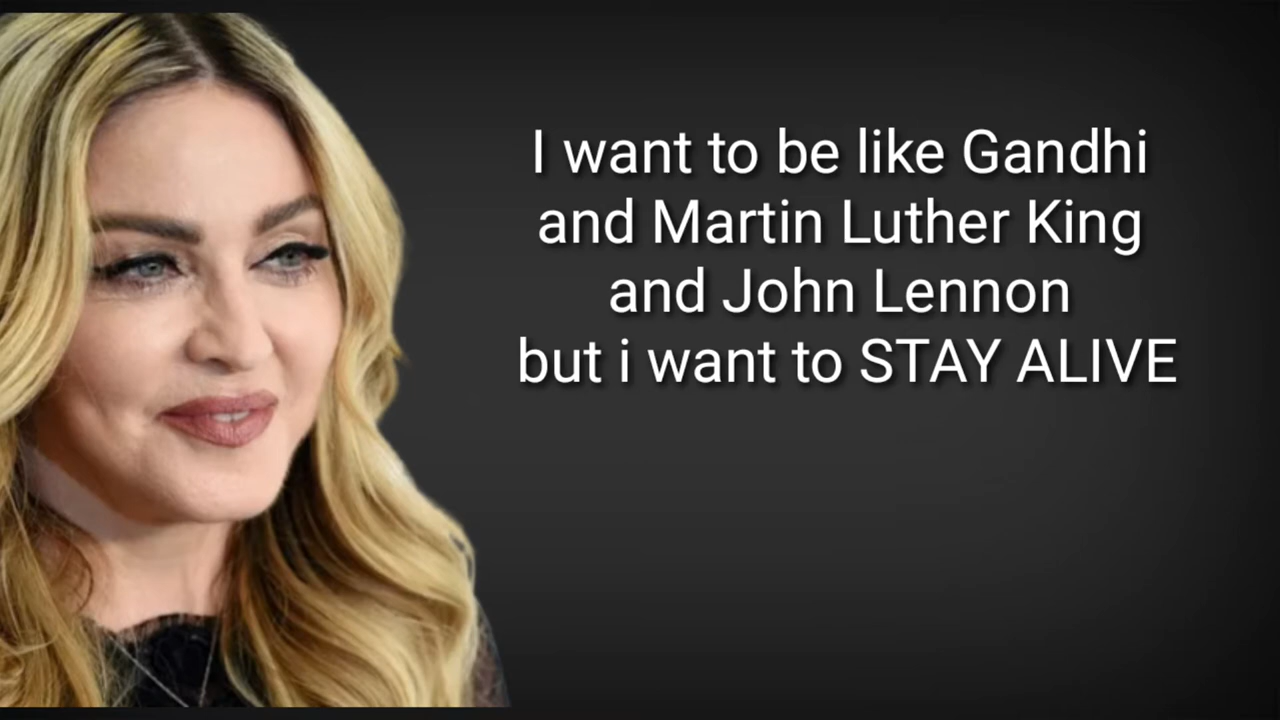 I want to be like Gandhi
and Martin Luther King
and John Lennon
but i want to STAY ALIVE